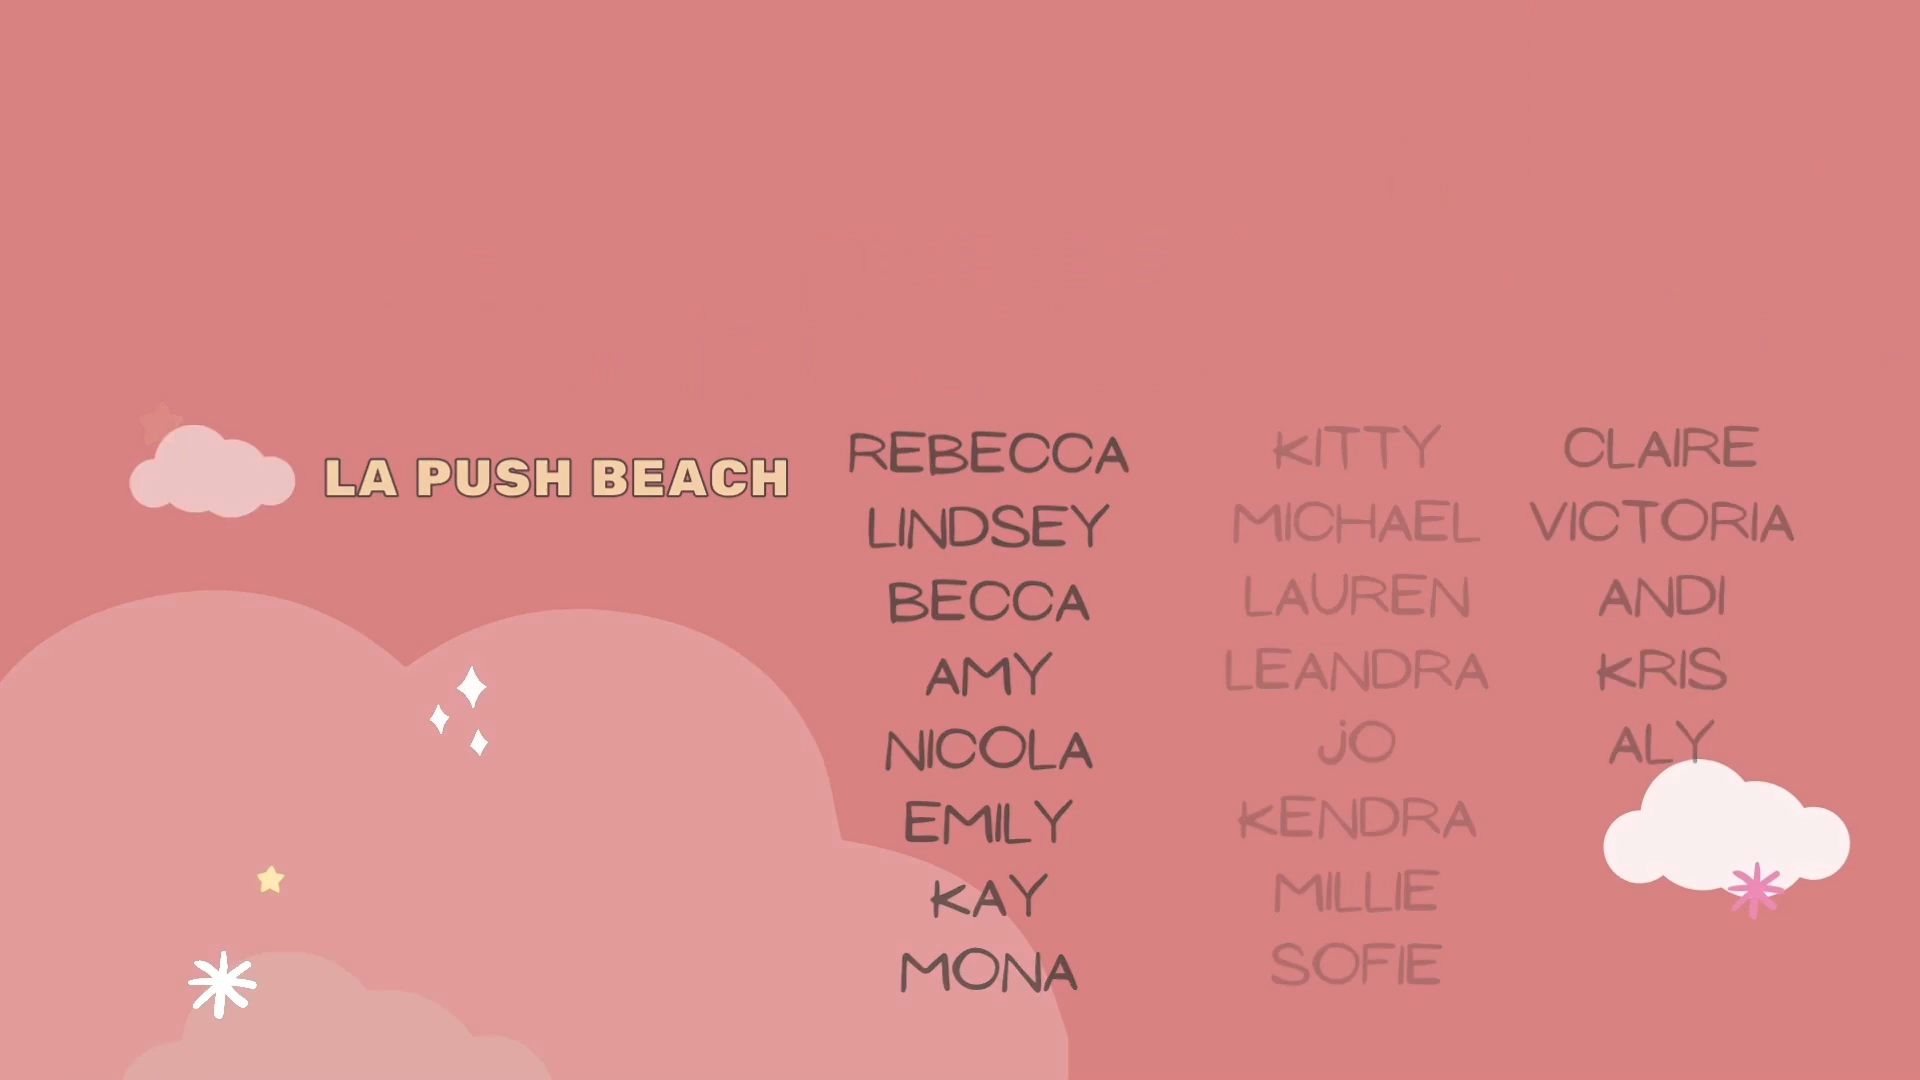 LA PUSH BEACH
REBECCA
LINDSEY
BECCA
AMY
NICOLA
EMILY
KAY
MONA
KITTY
MICHAEL
LAUREN
LEANDRA
JO
KENDRA
MILLIE
SOFIE
CLAIRE
VICTORIA
ANDI
KRIS
ALY